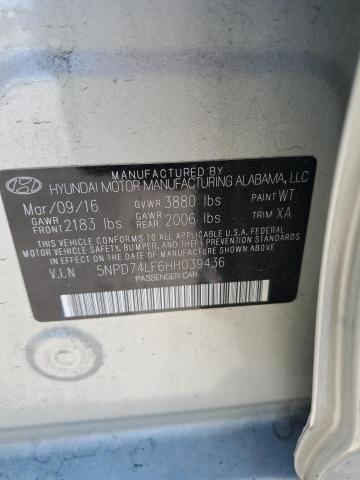 MANUFACTURED BY
HYUNDAI MOTOR MANUFACTURING ALABAMA, LLC
Mar/09/16 GVWR 3880 lbs PAINT WT
GAWR FRONT 2183 lbs GAWR REAR 2006 lbs TRIM XA
THIS VEHICLE CONFORMS TO ALL APPLICABLE U.S.A. FEDERAL
MOTOR VEHICLE SAFETY, BUMPER, AND THEFT PREVENTION
STANDARDS IN EFFECT ON THE DATE OF MANUFACTURE SHOWN ABOVE.
V.I.N 5NPD74LF6HH039436
PASSENGER CAR